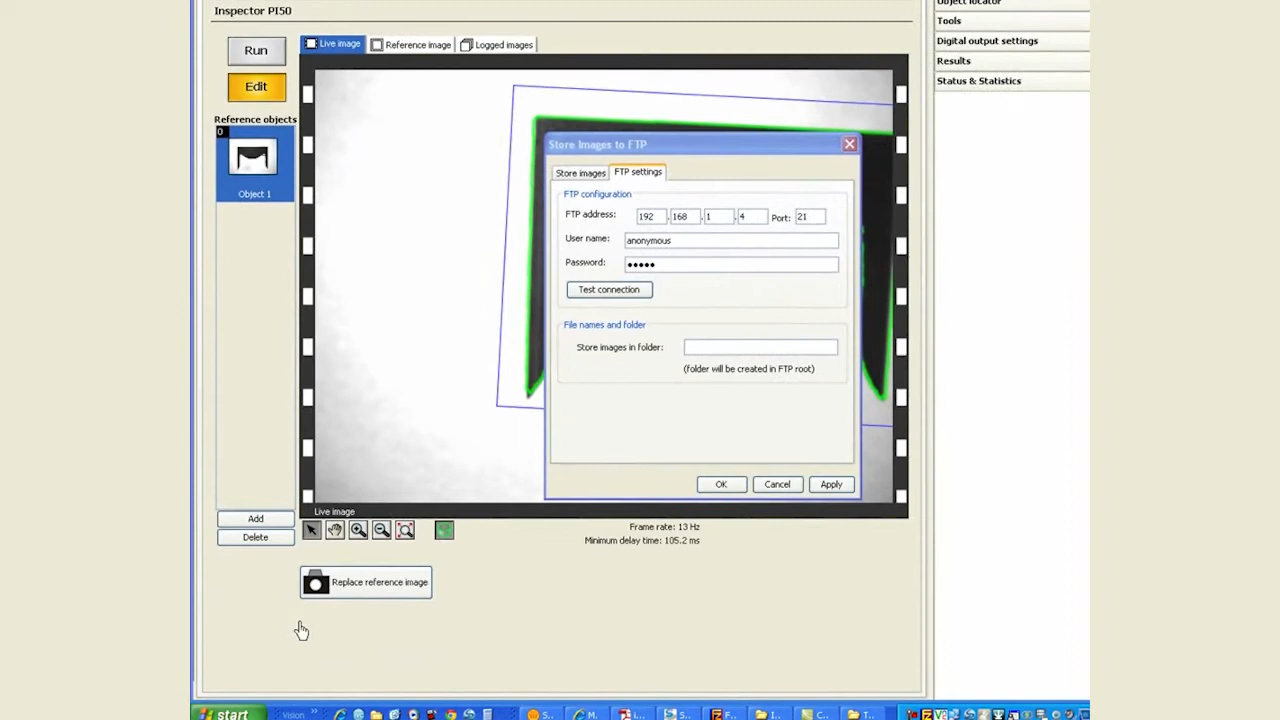 Inspector PI50
Object locator
Tools
Digital output settings
Results
Status & Statistics
Run
Edit
Live image
Reference image
Logged images
Reference objects
0
Object 1
Store Images to FTP
Store images
FTP settings
FTP configuration
FTP address: 192 .168 .1 .4 Port: 21
User name: anonymous
Password: •••••
Test connection
File names and folder
Store images in folder:
(folder will be created in FTP root)
OK
Cancel
Apply
Live image
Add
Delete
Frame rate: 13 Hz
Minimum delay time: 105.2 ms
Replace reference image
start
Vision